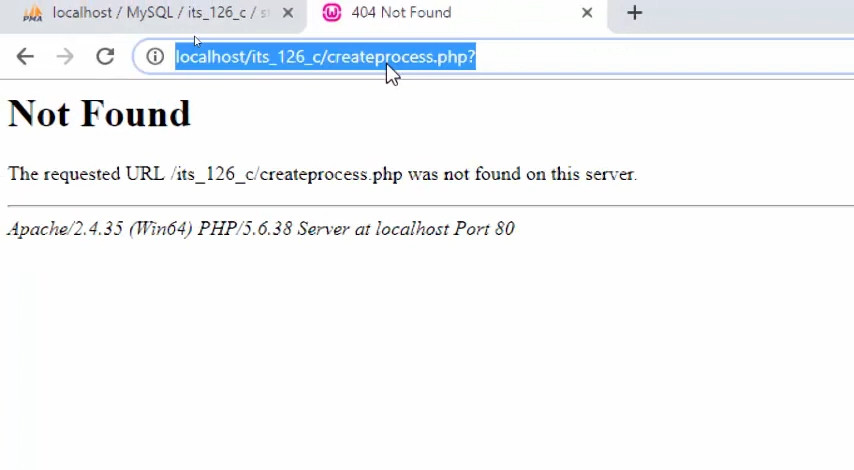 localhost / MySQL / its_126_c /
404 Not Found
localhost/its_126_c/createprocess.php?
Not Found
The requested URL /its_126_c/createprocess.php was not found on this server.
Apache/2.4.35 (Win64) PHP/5.6.38 Server at localhost Port 80